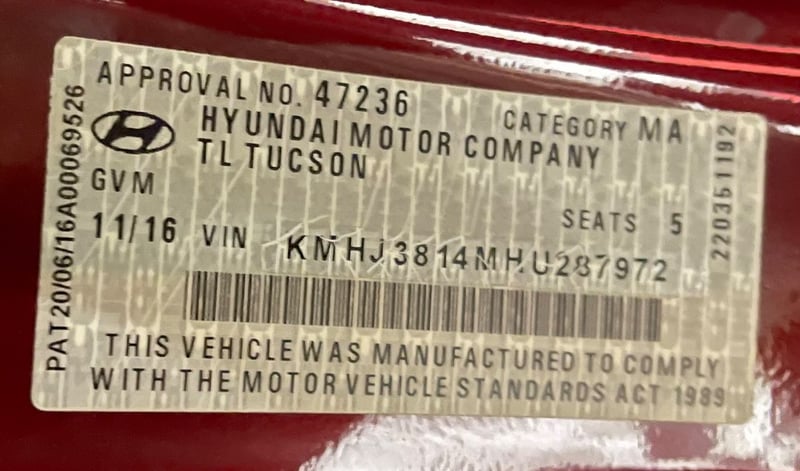 APPROVAL NO. 47236
CATEGORY MA
HYUNDAI MOTOR COMPANY
TL TUCSON
GVM
SEATS 5
11/16 VIN KMHJ3814MHU287972
THIS VEHICLE WAS MANUFACTURED TO COMPLY
WITH THE MOTOR VEHICLE STANDARDS ACT 1989
PAT20/06/16A00069526
220351192